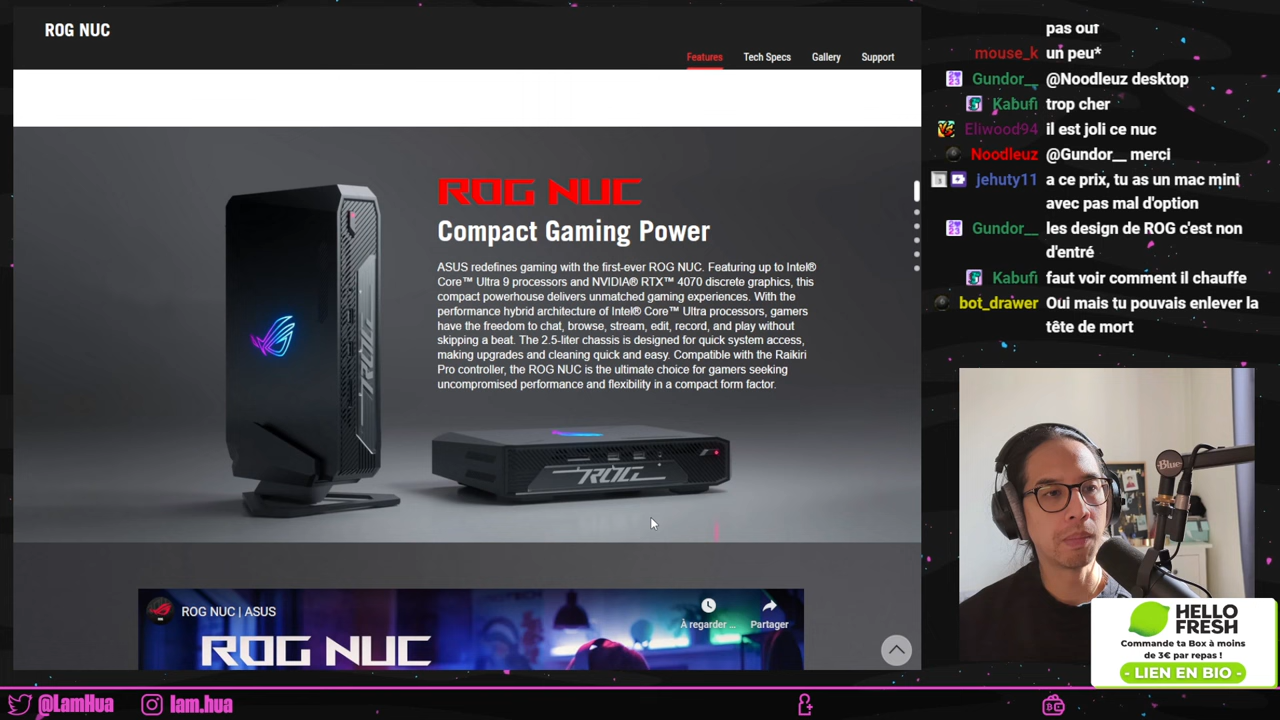 ROG NUC
Features
Tech Specs
Gallery
Support
ROG NUC
Compact Gaming Power
ASUS redefines gaming with the first-ever ROG NUC. Featuring up to Intel®
Core™ Ultra 9 processors and NVIDIA® RTX™ 4070 discrete graphics, this
compact powerhouse delivers unmatched gaming experiences. With the
performance hybrid architecture of Intel® Core™ Ultra processors, gamers
have the freedom to chat, browse, stream, edit, record, and play without
skipping a beat. The 2.5-liter chassis is designed for quick system access,
making upgrades and cleaning quick and easy. Compatible with the Raikiri
Pro controller, the ROG NUC is the ultimate choice for gamers seeking
uncompromised performance and flexibility in a compact form factor.
ROG
ROG
ROG NUC | ASUS
À regarder ...
Partager
ROG NUC
pas ouf
mouse_k un peu*
Gundor__ @Noodleuz desktop
Kabufi trop cher
Eliwood94 il est joli ce nuc
Noodleuz @Gundor__ merci
jehuty11 a ce prix, tu as un mac mini
avec pas mal d'option
Gundor__ les design de ROG c'est non
d'entré
Kabufi faut voir comment il chauffe
bot_drawer Oui mais tu pouvais enlever la
tête de mort
Blue
HELLO
FRESH
Commande ta Box à moins
de 3€ par repas !
- LIEN EN BIO -
@LamHua
lam.hua